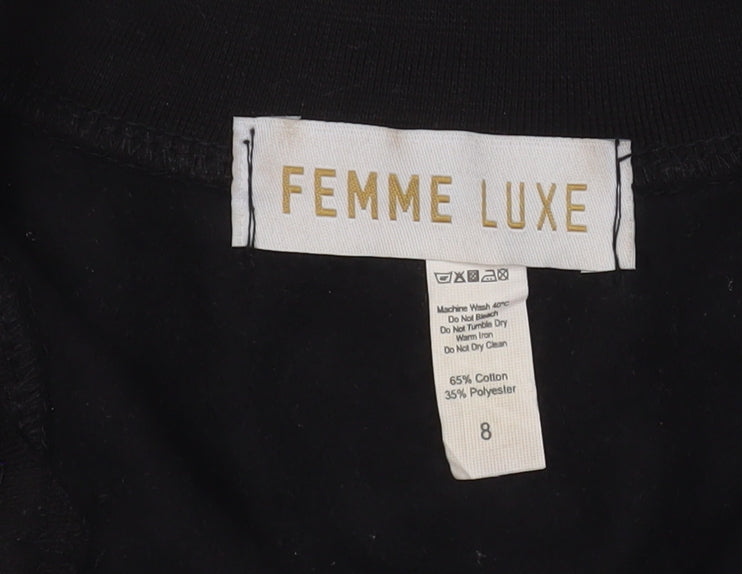 FEMME LUXE
Machine Wash 40°C
Do Not Bleach
Do Not Tumble Dry
Warm Iron
Do Not Dry Clean
65% Cotton
35% Polyester
8